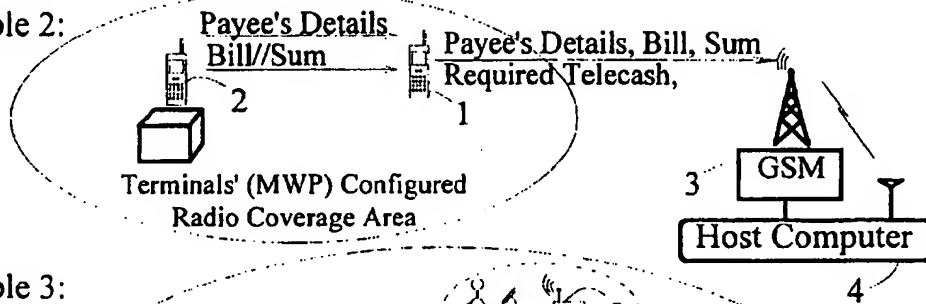 ple 2:
Payee's Details
Bill//Sum
Payee's Details, Bill, Sum
Required Telecash,
2
1
Terminals' (MWP) Configured
Radio Coverage Area
3
GSM
Host Computer
4
ple 3: